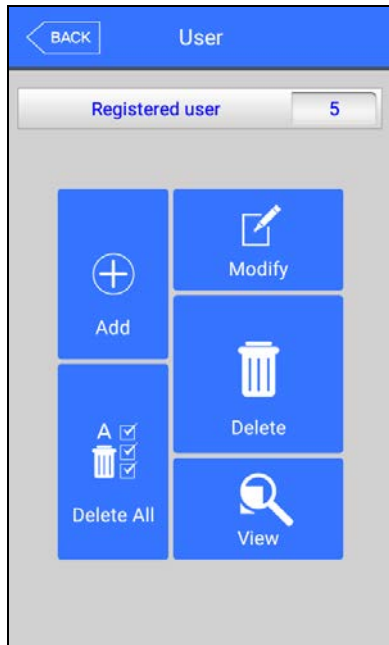 BACK
User
Registered user 5
Add
Modify
Delete
A
Delete All
View